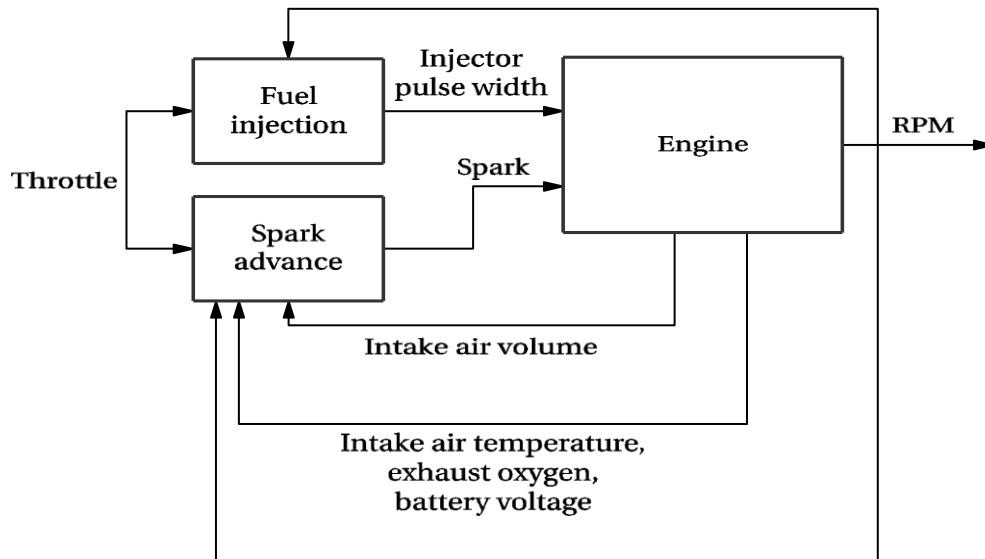 Injector
pulse width
Fuel
injection
RPM
Engine
Spark
Throttle
Spark
advance
Intake air volume
Intake air temperature,
exhaust oxygen,
battery voltage